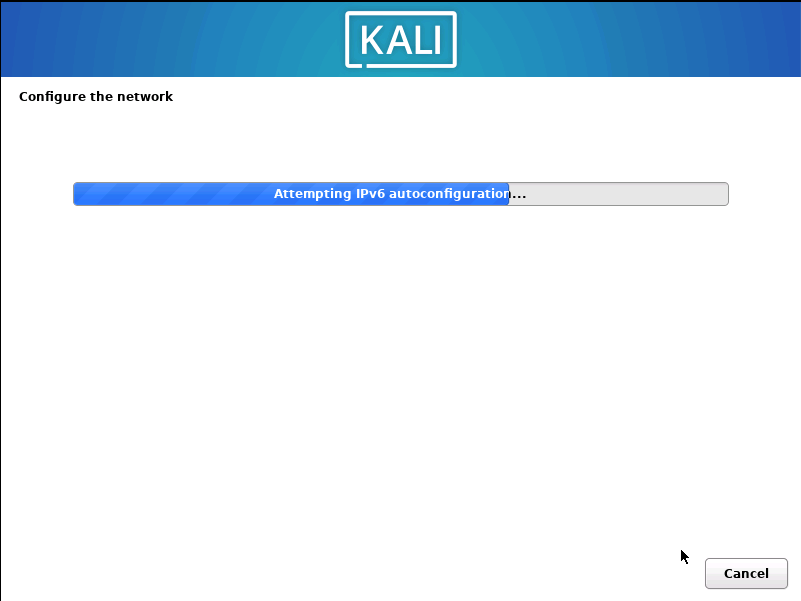 KALI
Configure the network
Attempting IPv6 autoconfiguration...
Cancel